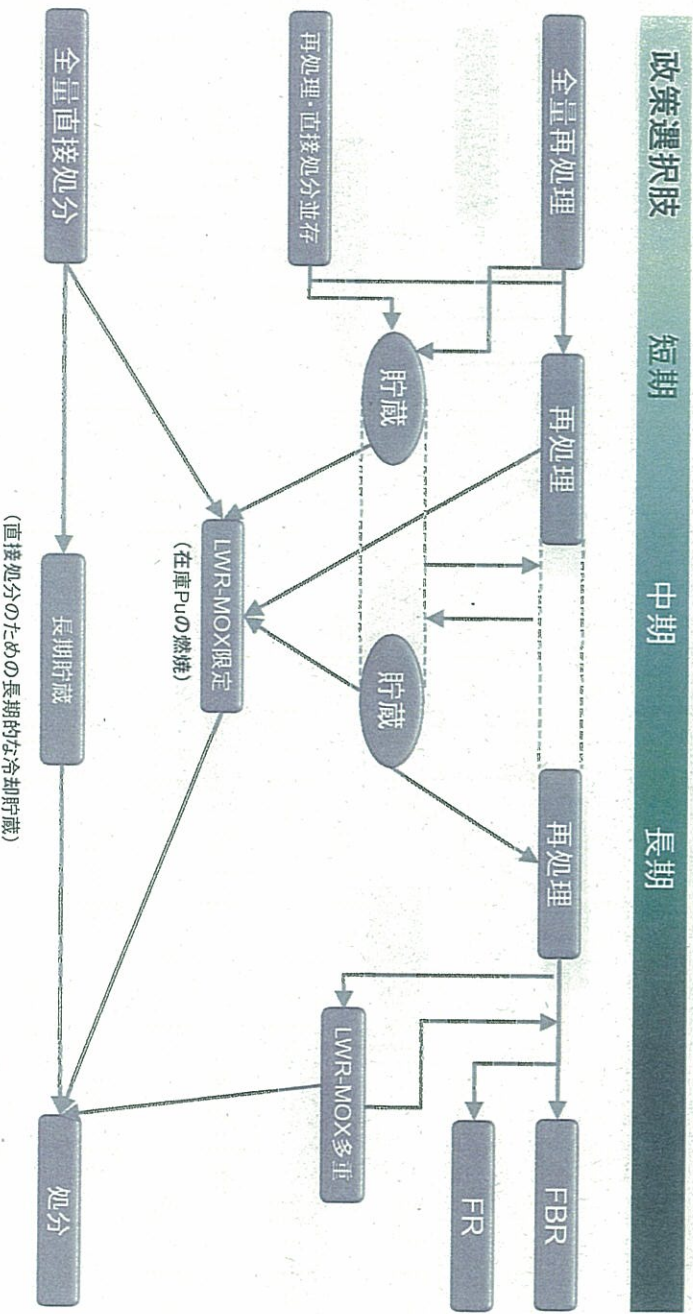 政策選択肢
短期
中期
長期
全量再処理
再処理
再処理
FBR
FR
再処理・直接処分並存
貯蔵
貯蔵
LWR-MOX多重
LWR-MOX限定
(在庫Puの燃焼)
全量直接処分
長期貯蔵
処分
(直接処分のための長期的な冷却貯蔵)